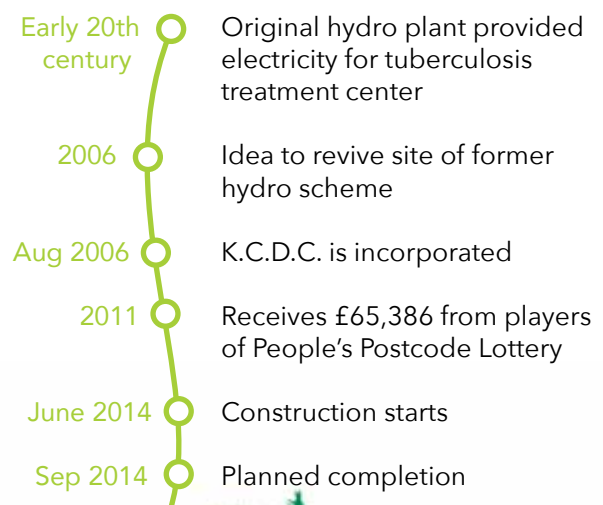 Early 20th
century
Original hydro plant provided
electricity for tuberculosis
treatment center
2006
Idea to revive site of former
hydro scheme
Aug 2006
K.C.D.C. is incorporated
2011
Receives £65,386 from players
of People's Postcode Lottery
June 2014
Construction starts
Sep 2014
Planned completion